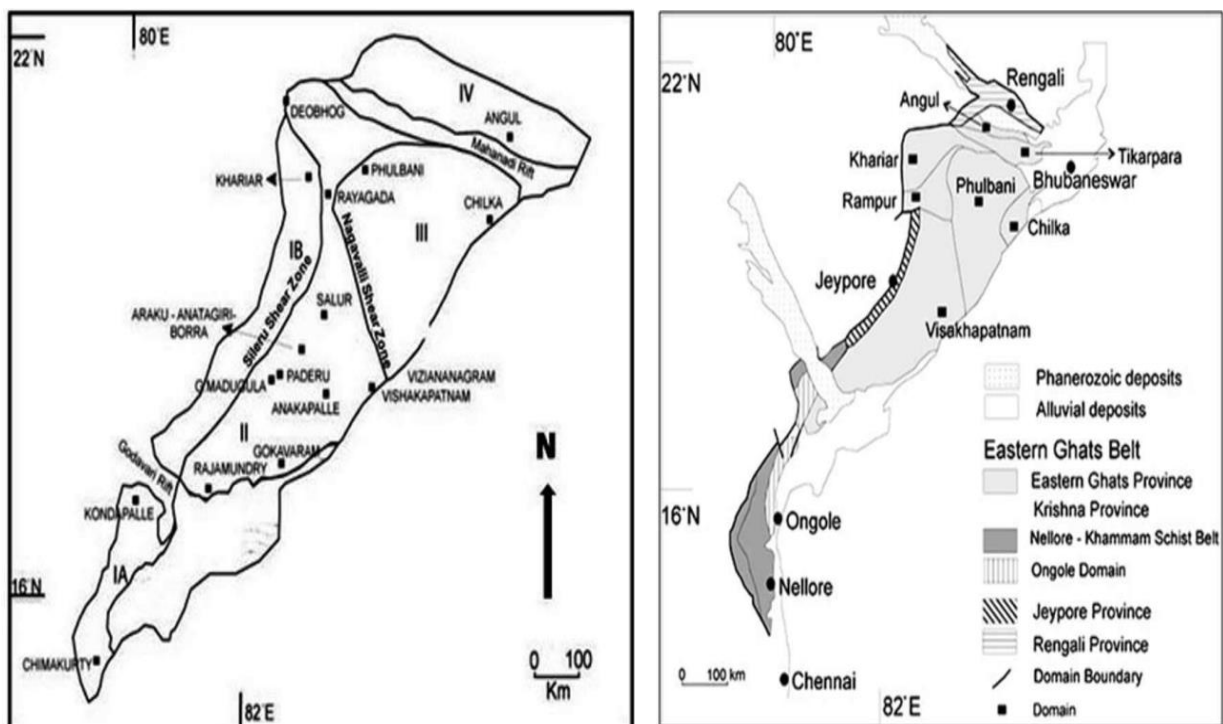 80°E
22°N
IV
DEOBHOG
ANGUL
Mahanadi Rift
KHARIAR
PHULBANI
RAYAGADA
CHILKA
III
IB
Sileru Shear Zone
Nagavalli Shear Zone
SALUR
ARAKU - ANATAGIRI-
BORRA
G.MADUGULA
PADERU
ANAKAPALLE
VIZIANANAGRAM
VISHAKAPATNAM
II
GOKAVARAM
RAJAMUNDRY
Godavari Rift
KONDAPALLE
N
IA
16°N
CHIMAKURTY
0 100
Km
82°E
80°E
22°N
Rengali
Angul
Khariar
Tikarpara
Bhubaneswar
Phulbani
Rampur
Chilka
Jeypore
Visakhapatnam
Phanerozoic deposits
Alluvial deposits
Eastern Ghats Belt
Eastern Ghats Province
Krishna Province
Nellore - Khammam Schist Belt
Ongole Domain
Jeypore Province
Rengali Province
Domain Boundary
Domain
16°N
Ongole
Nellore
0 100 km
Chennai
82°E